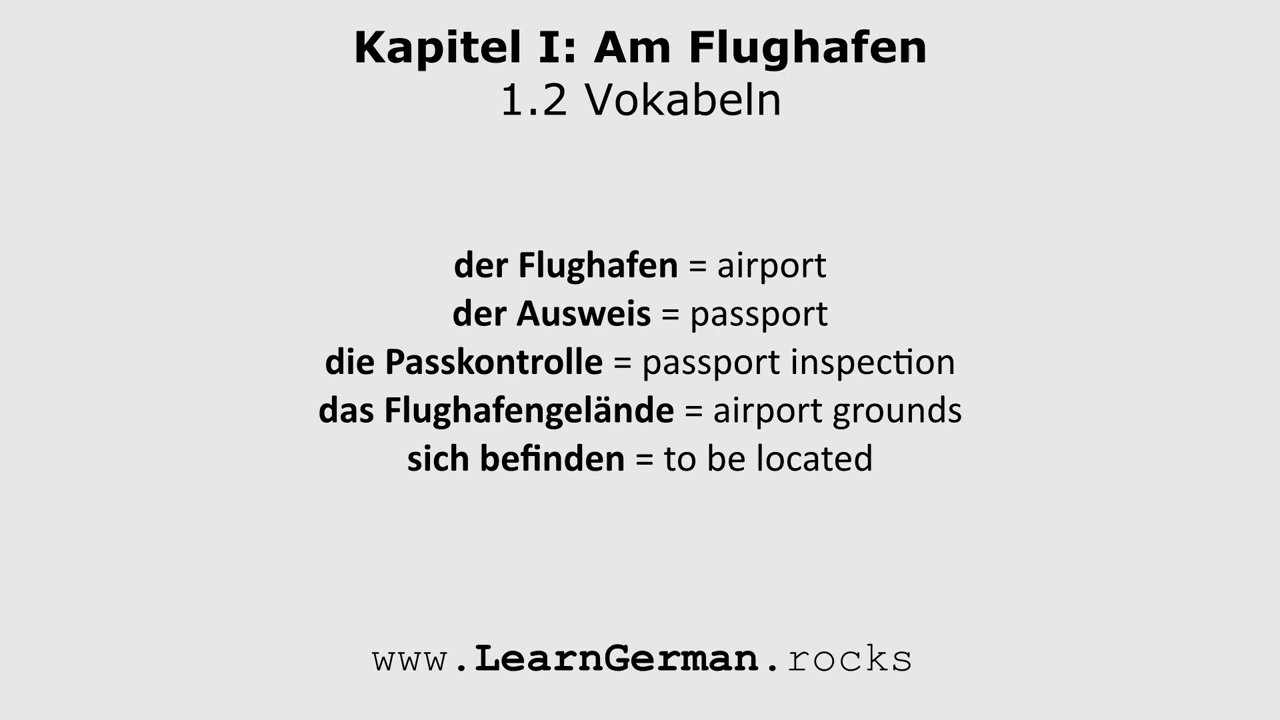 Kapitel I: Am Flughafen
1.2 Vokabeln
der Flughafen = airport
der Ausweis = passport
die Passkontrolle = passport inspection
das Flughafengelände = airport grounds
sich befinden = to be located
www.LearnGerman.rocks